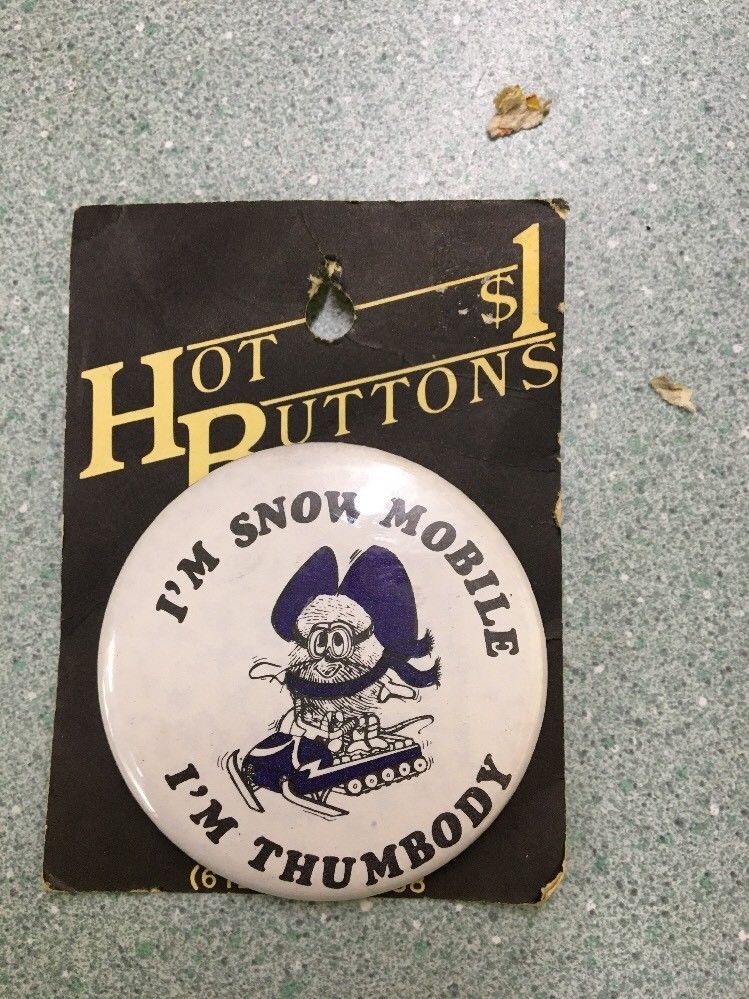 $1
HOT
BUTTONS
I'M SNOW MOBILE
I'M THUMBODY